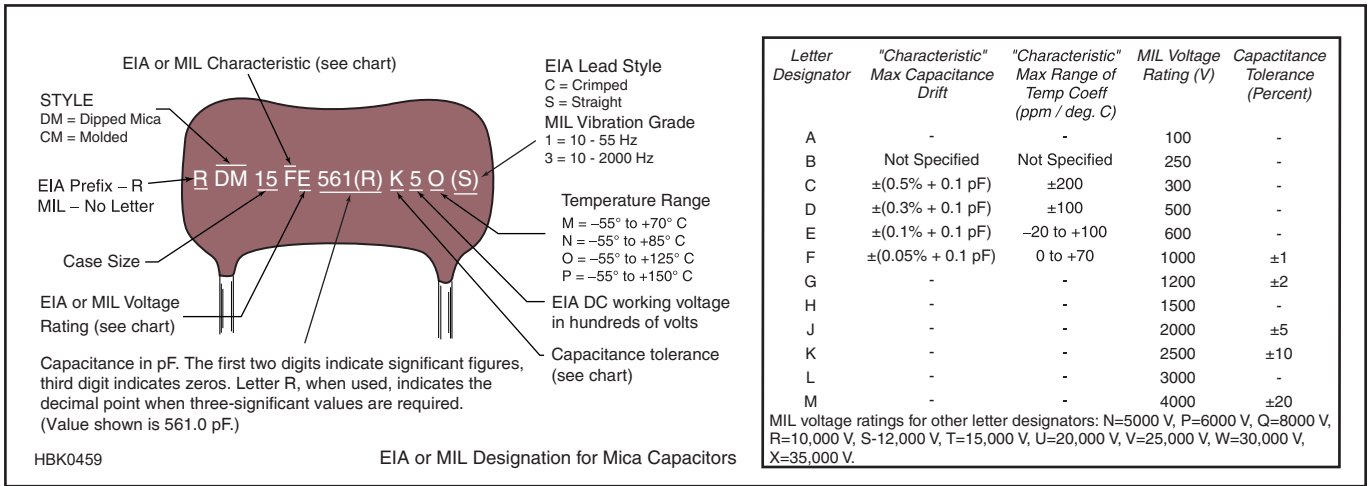 EIA or MIL Characteristic (see chart)
STYLE
DM = Dipped Mica
CM = Molded
EIA Prefix – R
MIL – No Letter
Case Size
EIA or MIL Voltage
Rating (see chart)
R DM 15 FE 561(R) K 5 O (S)
EIA Lead Style
C = Crimped
S = Straight
MIL Vibration Grade
1 = 10 - 55 Hz
3 = 10 - 2000 Hz
Temperature Range
M = –55° to +70° C
N = –55° to +85° C
O = –55° to +125° C
P = –55° to +150° C
EIA DC working voltage
in hundreds of volts
Capacitance tolerance
(see chart)
Capacitance in pF. The first two digits indicate significant figures,
third digit indicates zeros. Letter R, when used, indicates the
decimal point when three-significant values are required.
(Value shown is 561.0 pF.)
HBK0459
EIA or MIL Designation for Mica Capacitors
Letter "Characteristic" "Characteristic" MIL Voltage Capactitance
Designator Max Capacitance Max Range of Rating (V) Tolerance
Drift Temp Coeff (Percent)
(ppm / deg. C)
A - - 100 -
B Not Specified Not Specified 250 -
C ±(0.5% + 0.1 pF) ±200 300 -
D ±(0.3% + 0.1 pF) ±100 500 -
E ±(0.1% + 0.1 pF) –20 to +100 600 -
F ±(0.05% + 0.1 pF) 0 to +70 1000 ±1
G - - 1200 ±2
H - - 1500 -
J - - 2000 ±5
K - - 2500 ±10
L - - 3000 -
M - - 4000 ±20
MIL voltage ratings for other letter designators: N=5000 V, P=6000 V, Q=8000 V,
R=10,000 V, S-12,000 V, T=15,000 V, U=20,000 V, V=25,000 V, W=30,000 V,
X=35,000 V.